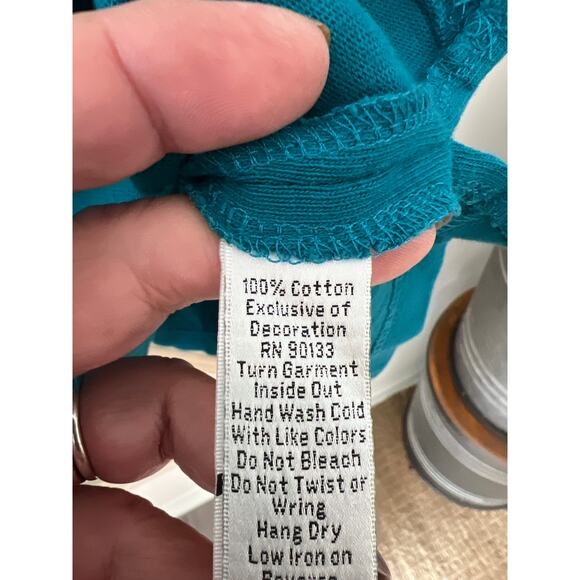 100% Cotton
Exclusive of
Decoration
RN 90133
Turn Garment
Inside Out
Hand Wash Cold
With Like Colors
Do Not Bleach
Do Not Twist or
Wring
Hang Dry
Low Iron on
Reverse